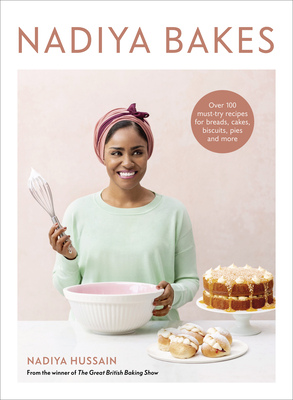 NADIYA BAKES
Over 100
must-try recipes
for breads, cakes,
biscuits, pies
and more
NADIYA HUSSAIN
From the winner of The Great British Baking Show